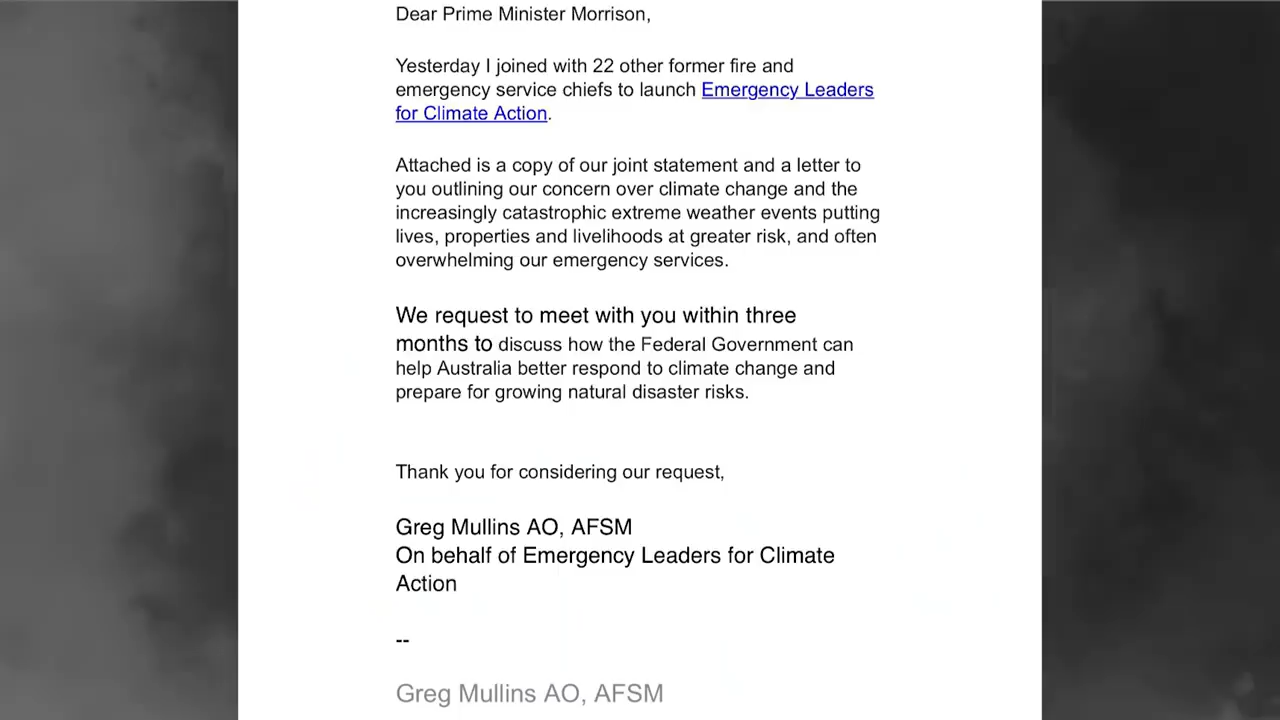 Dear Prime Minister Morrison,
Yesterday I joined with 22 other former fire and
emergency service chiefs to launch Emergency Leaders
for Climate Action.
Attached is a copy of our joint statement and a letter to
you outlining our concern over climate change and the
increasingly catastrophic extreme weather events putting
lives, properties and livelihoods at greater risk, and often
overwhelming our emergency services.
We request to meet with you within three
months to discuss how the Federal Government can
help Australia better respond to climate change and
prepare for growing natural disaster risks.
Thank you for considering our request,
Greg Mullins AO, AFSM
On behalf of Emergency Leaders for Climate
Action
--
Greg Mullins AO, AFSM